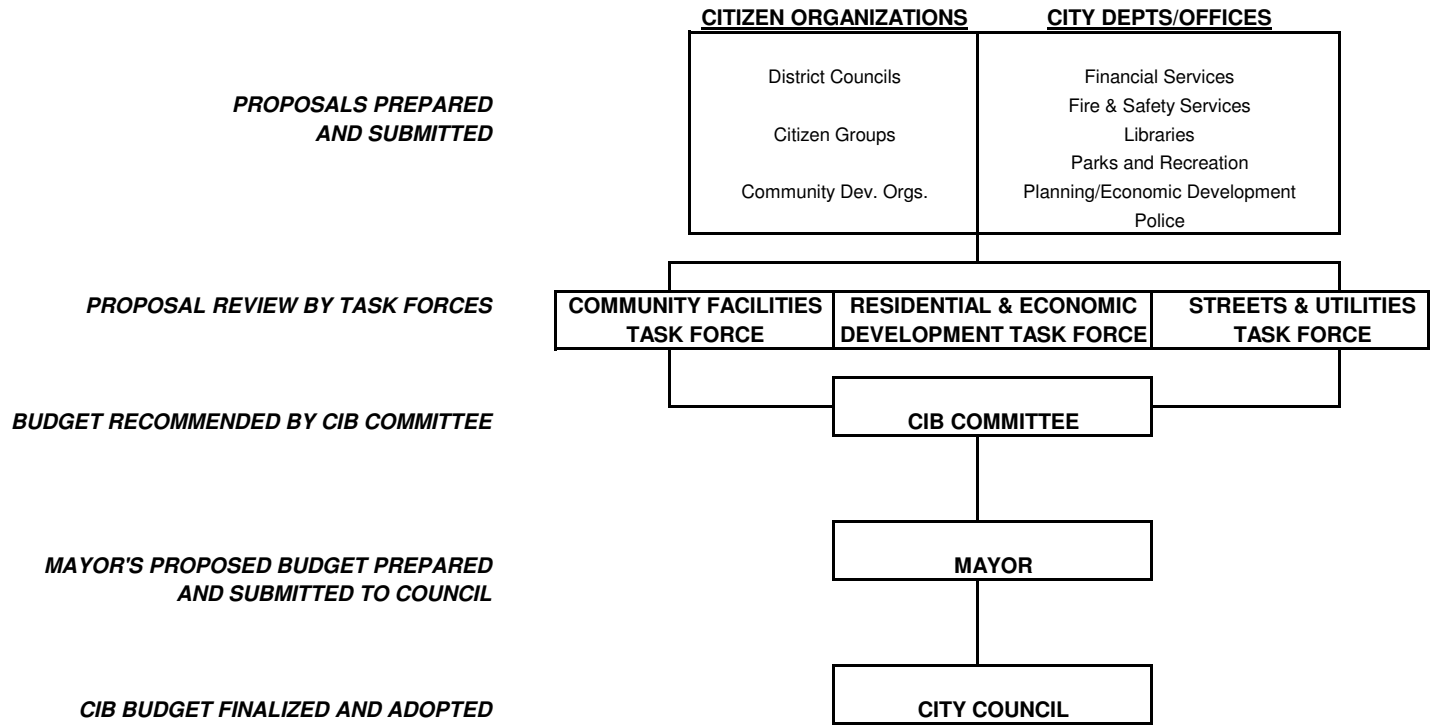 CITIZEN ORGANIZATIONS
CITY DEPTS/OFFICES
PROPOSALS PREPARED
AND SUBMITTED
District Councils
Citizen Groups
Community Dev. Orgs.
Financial Services
Fire & Safety Services
Libraries
Parks and Recreation
Planning/Economic Development
Police
PROPOSAL REVIEW BY TASK FORCES
COMMUNITY FACILITIES
TASK FORCE
RESIDENTIAL & ECONOMIC
DEVELOPMENT TASK FORCE
STREETS & UTILITIES
TASK FORCE
BUDGET RECOMMENDED BY CIB COMMITTEE
CIB COMMITTEE
MAYOR'S PROPOSED BUDGET PREPARED
AND SUBMITTED TO COUNCIL
MAYOR
CIB BUDGET FINALIZED AND ADOPTED
CITY COUNCIL